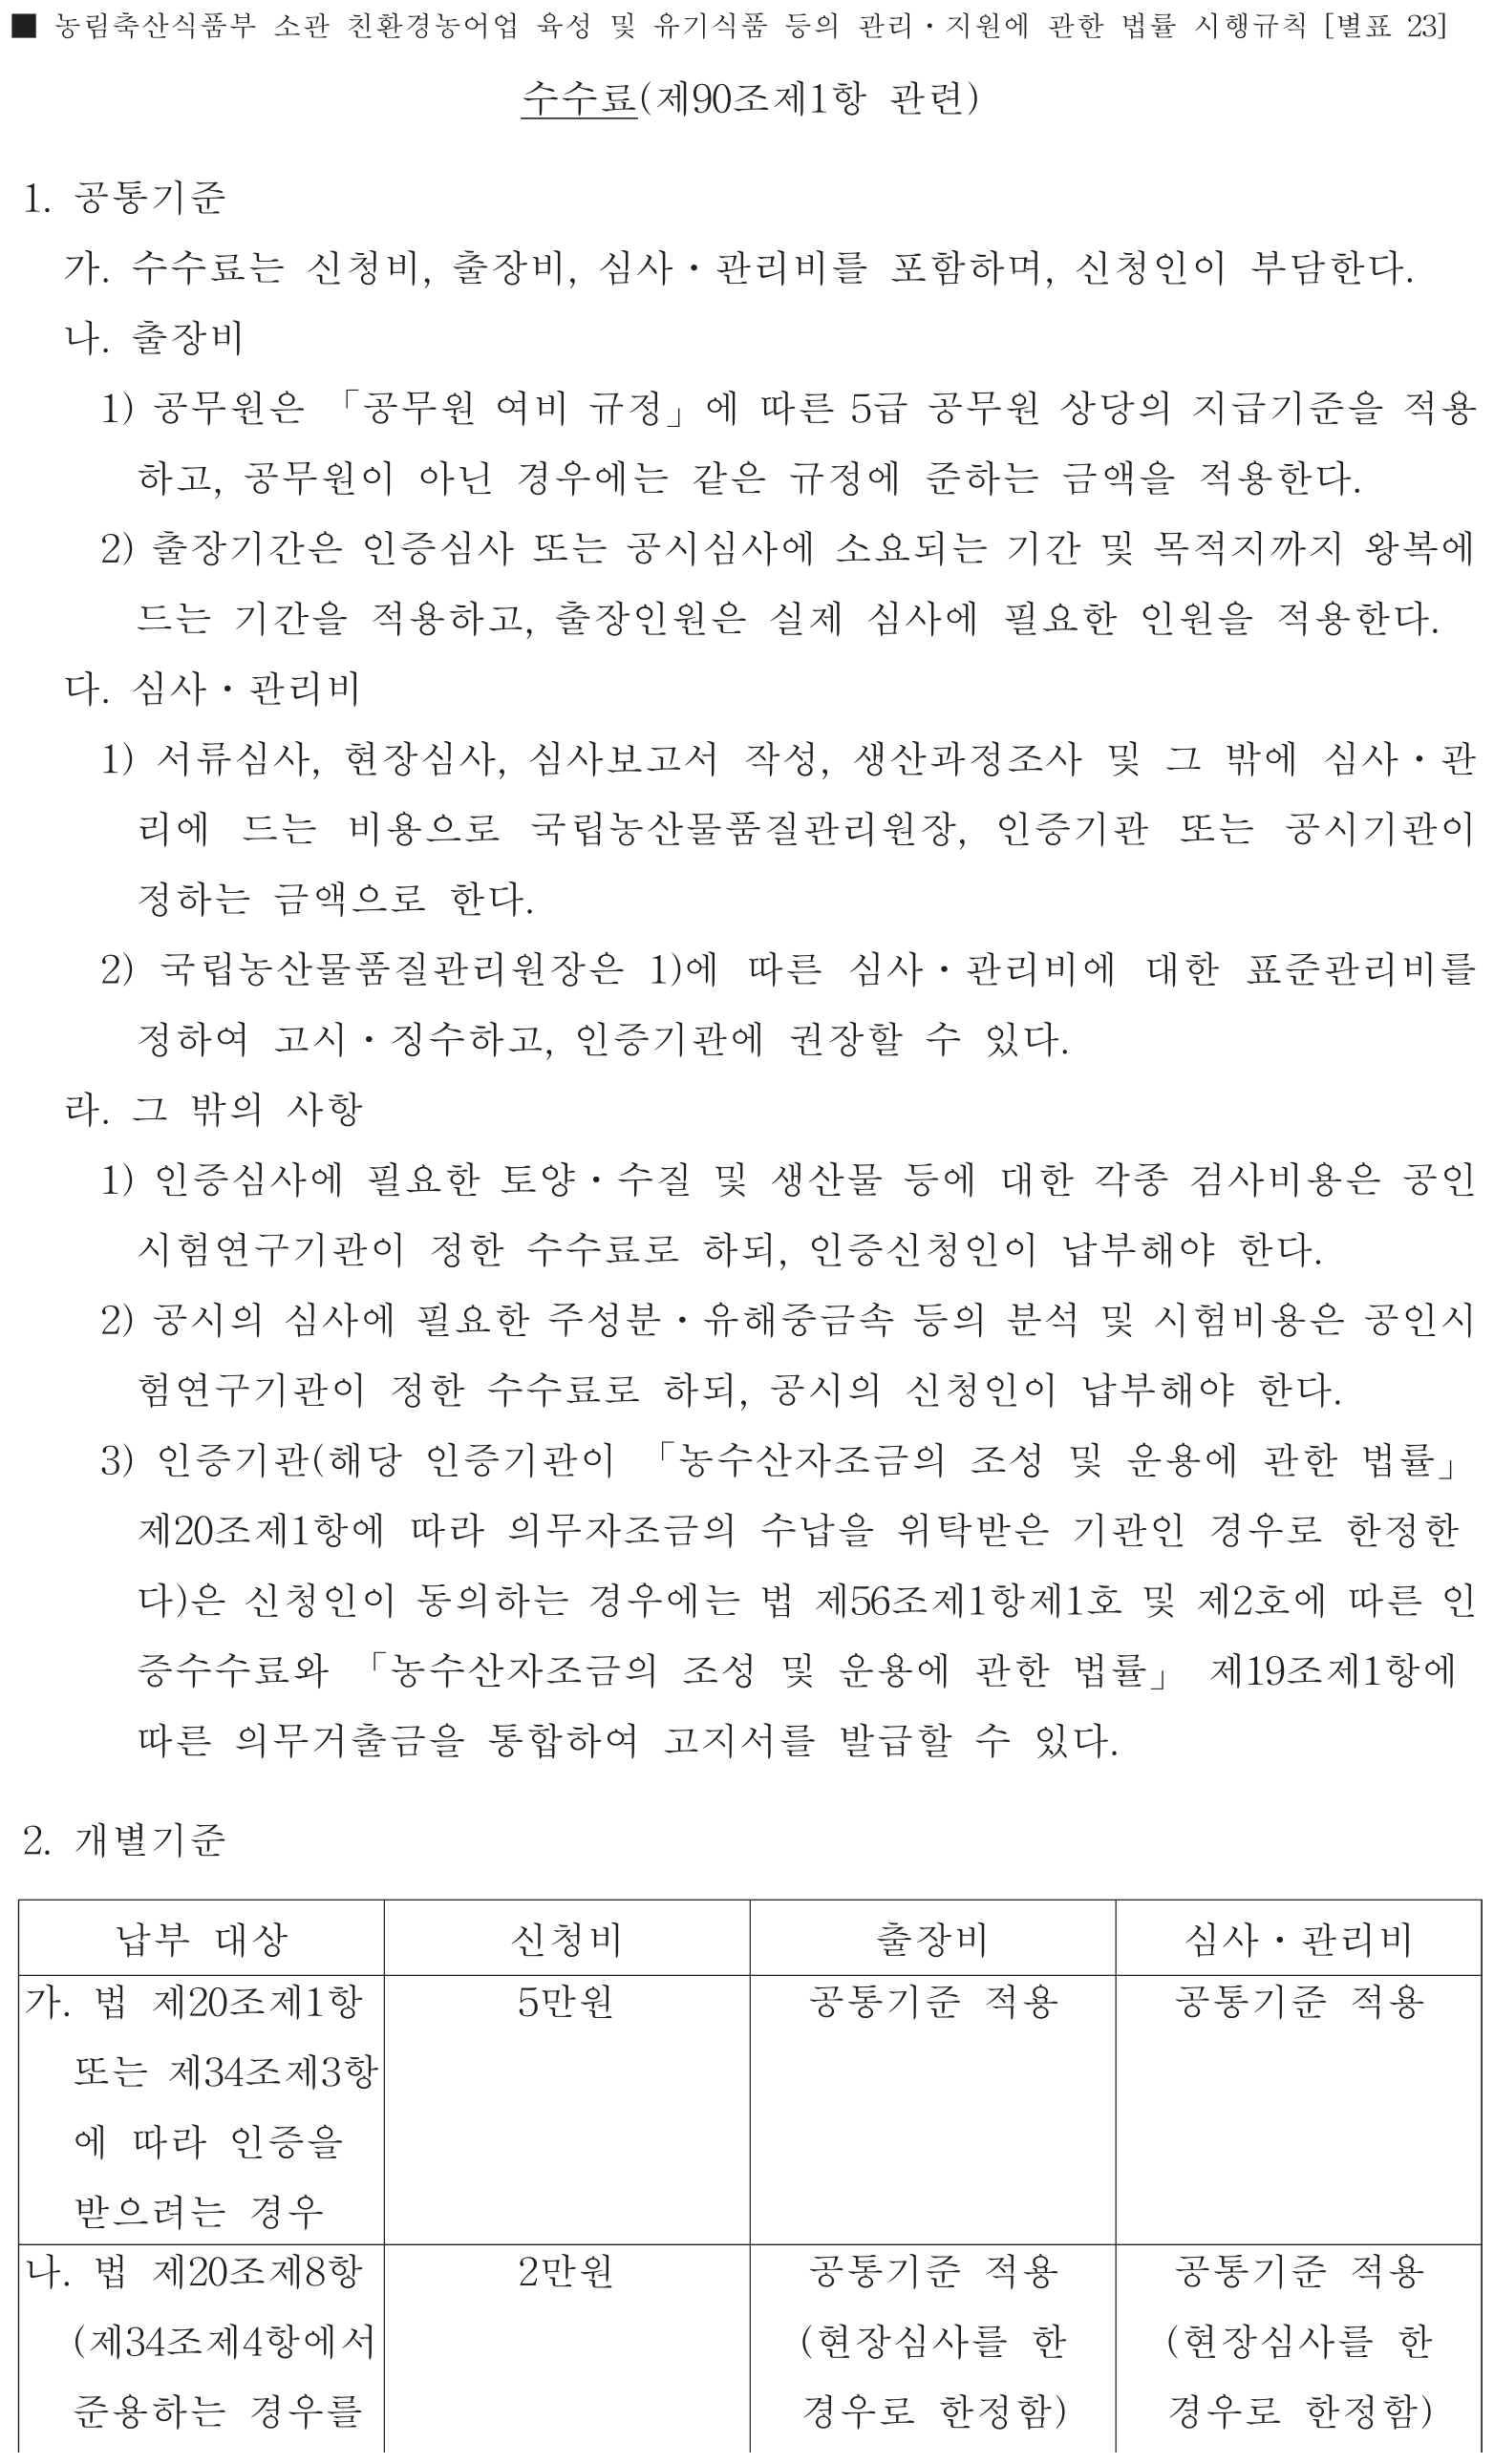 ■ 농림축산식품부 소관 친환경농어업 육성 및 유기식품 등의 관리・지원에 관한 법률 시행규칙 [별표 23]
수수료(제90조제1항 관련)
1. 공통기준
가. 수수료는 신청비, 출장비, 심사・관리비를 포함하며, 신청인이 부담한다.
나. 출장비
1) 공무원은 「공무원 여비 규정」에 따른 5급 공무원 상당의 지급기준을 적용
하고, 공무원이 아닌 경우에는 같은 규정에 준하는 금액을 적용한다.
2) 출장기간은 인증심사 또는 공시심사에 소요되는 기간 및 목적지까지 왕복에
드는 기간을 적용하고, 출장인원은 실제 심사에 필요한 인원을 적용한다.
다. 심사・관리비
1) 서류심사, 현장심사, 심사보고서 작성, 생산과정조사 및 그 밖에 심사・관
리에 드는 비용으로 국립농산물품질관리원장, 인증기관 또는 공시기관이
정하는 금액으로 한다.
2) 국립농산물품질관리원장은 1)에 따른 심사・관리비에 대한 표준관리비를
정하여 고시・징수하고, 인증기관에 권장할 수 있다.
라. 그 밖의 사항
1) 인증심사에 필요한 토양・수질 및 생산물 등에 대한 각종 검사비용은 공인
시험연구기관이 정한 수수료로 하되, 인증신청인이 납부해야 한다.
2) 공시의 심사에 필요한 주성분・유해중금속 등의 분석 및 시험비용은 공인시
험연구기관이 정한 수수료로 하되, 공시의 신청인이 납부해야 한다.
3) 인증기관(해당 인증기관이 「농수산자조금의 조성 및 운용에 관한 법률」
제20조제1항에 따라 의무자조금의 수납을 위탁받은 기관인 경우로 한정한
다)은 신청인이 동의하는 경우에는 법 제56조제1항제1호 및 제2호에 따른 인
증수수료와 「농수산자조금의 조성 및 운용에 관한 법률」 제19조제1항에
따른 의무거출금을 통합하여 고지서를 발급할 수 있다.
2. 개별기준
납부 대상 신청비 출장비 심사・관리비
가. 법 제20조제1항 5만원 공통기준 적용 공통기준 적용
또는 제34조제3항
에 따라 인증을
받으려는 경우
나. 법 제20조제8항 2만원 공통기준 적용 공통기준 적용
(제34조제4항에서 (현장심사를 한 (현장심사를 한
준용하는 경우를 경우로 한정함) 경우로 한정함)